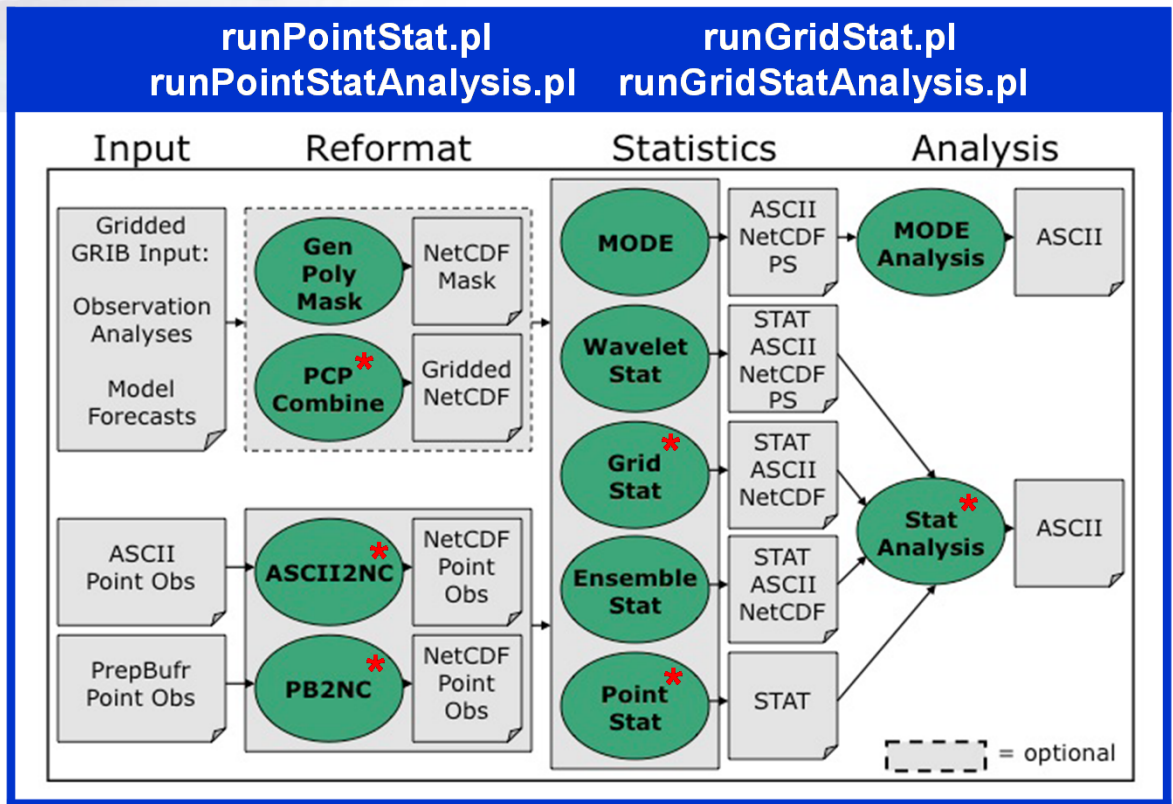 runPointStat.pl
runGridStat.pl
runPointStatAnalysis.pl
runGridStatAnalysis.pl
Input
Reformat
Statistics
Analysis
Gridded
GRIB Input:
Observation
Analyses
Model
Forecasts
Gen
Poly
Mask
NetCDF
Mask
PCP *
Combine
Gridded
NetCDF
ASCII
Point Obs
ASCII2NC *
NetCDF
Point
Obs
PrepBufr
Point Obs
PB2NC *
NetCDF
Point
Obs
MODE
ASCII
NetCDF
PS
MODE
Analysis
ASCII
Wavelet
Stat
STAT
ASCII
NetCDF
PS
Grid *
Stat
STAT
ASCII
NetCDF
Ensemble
Stat
STAT
ASCII
NetCDF
Point *
Stat
STAT
Stat *
Analysis
ASCII
= optional